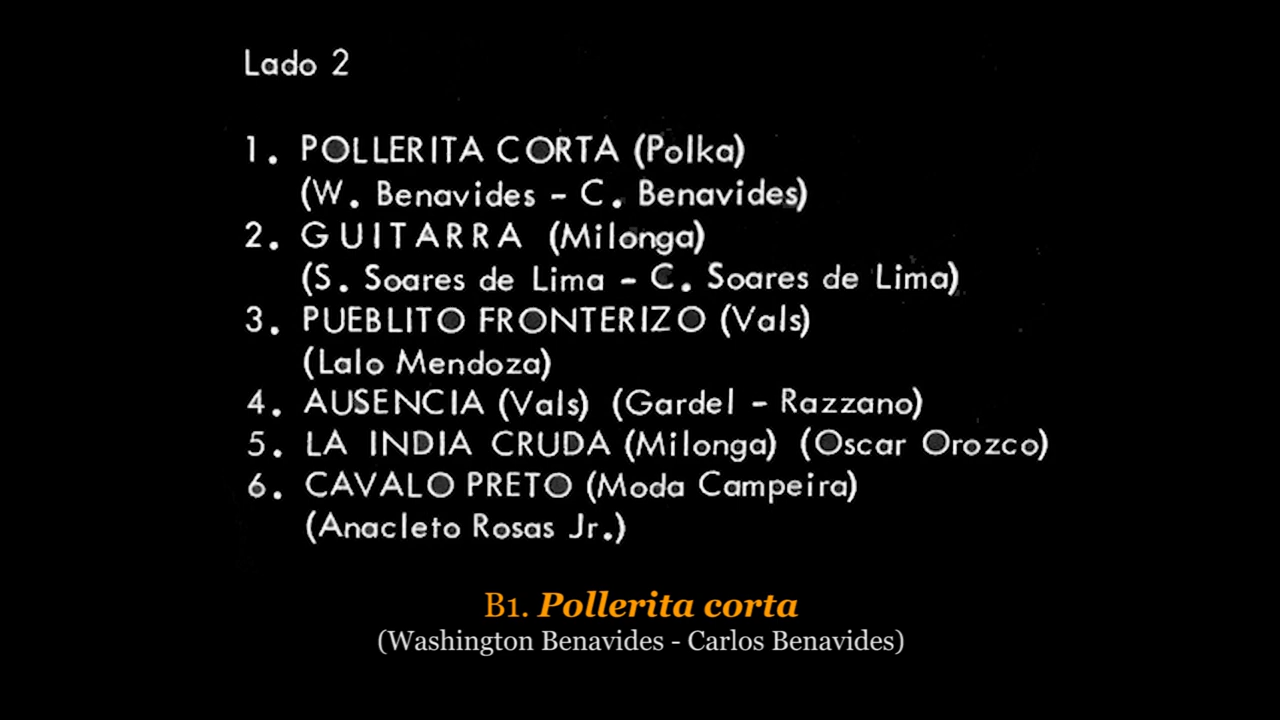 Lado 2
1. POLLERITA CORTA (Polka)
(W. Benavides - C. Benavides)
2. GUITARRA (Milonga)
(S. Soares de Lima - C. Soares de Lima)
3. PUEBLITO FRONTERIZO (Vals)
(Lalo Mendoza)
4. AUSENCIA (Vals) (Gardel - Razzano)
5. LA INDIA CRUDA (Milonga) (Oscar Orozco)
6. CAVALO PRETO (Moda Campeira)
(Anacleto Rosas Jr.)
B1. Pollerita corta
(Washington Benavides - Carlos Benavides)